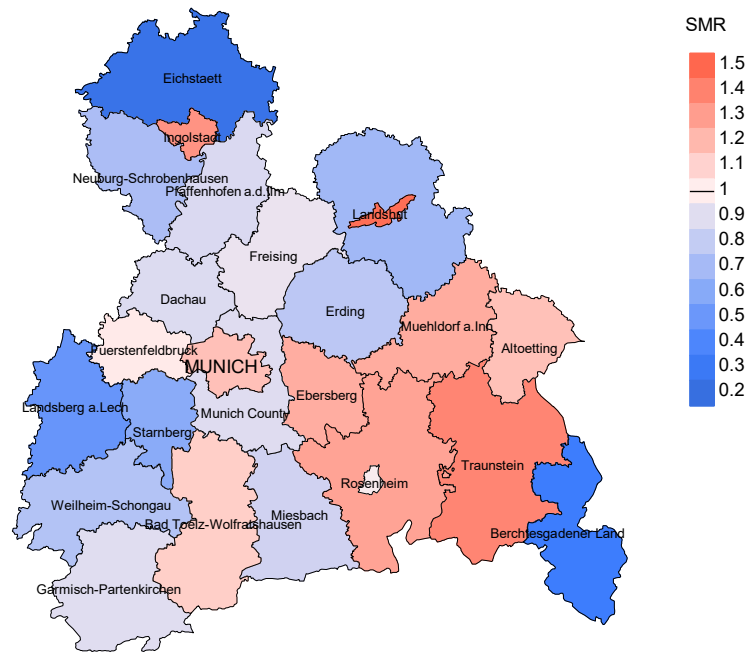 SMR
Eichstaett
1.5
1.4
1.3
1.2
1.1
1
0.9
0.8
0.7
0.6
0.5
0.4
0.3
0.2
Ingolstadt
Neuburg-Schrobenhausen
Pfaffenhofen a.d.Ilm
Landshut
Freising
Dachau
Erding
Muehldorf a.Inn
Fuerstenfeldbruck
Altoetting
MUNICH
Ebersberg
Landsberg a.Lech
Munich County
Starnberg
Traunstein
Rosenheim
Weilheim-Schongau
Miesbach
Bad Toelz-Wolfratshausen
Berchtesgadener Land
Garmisch-Partenkirchen